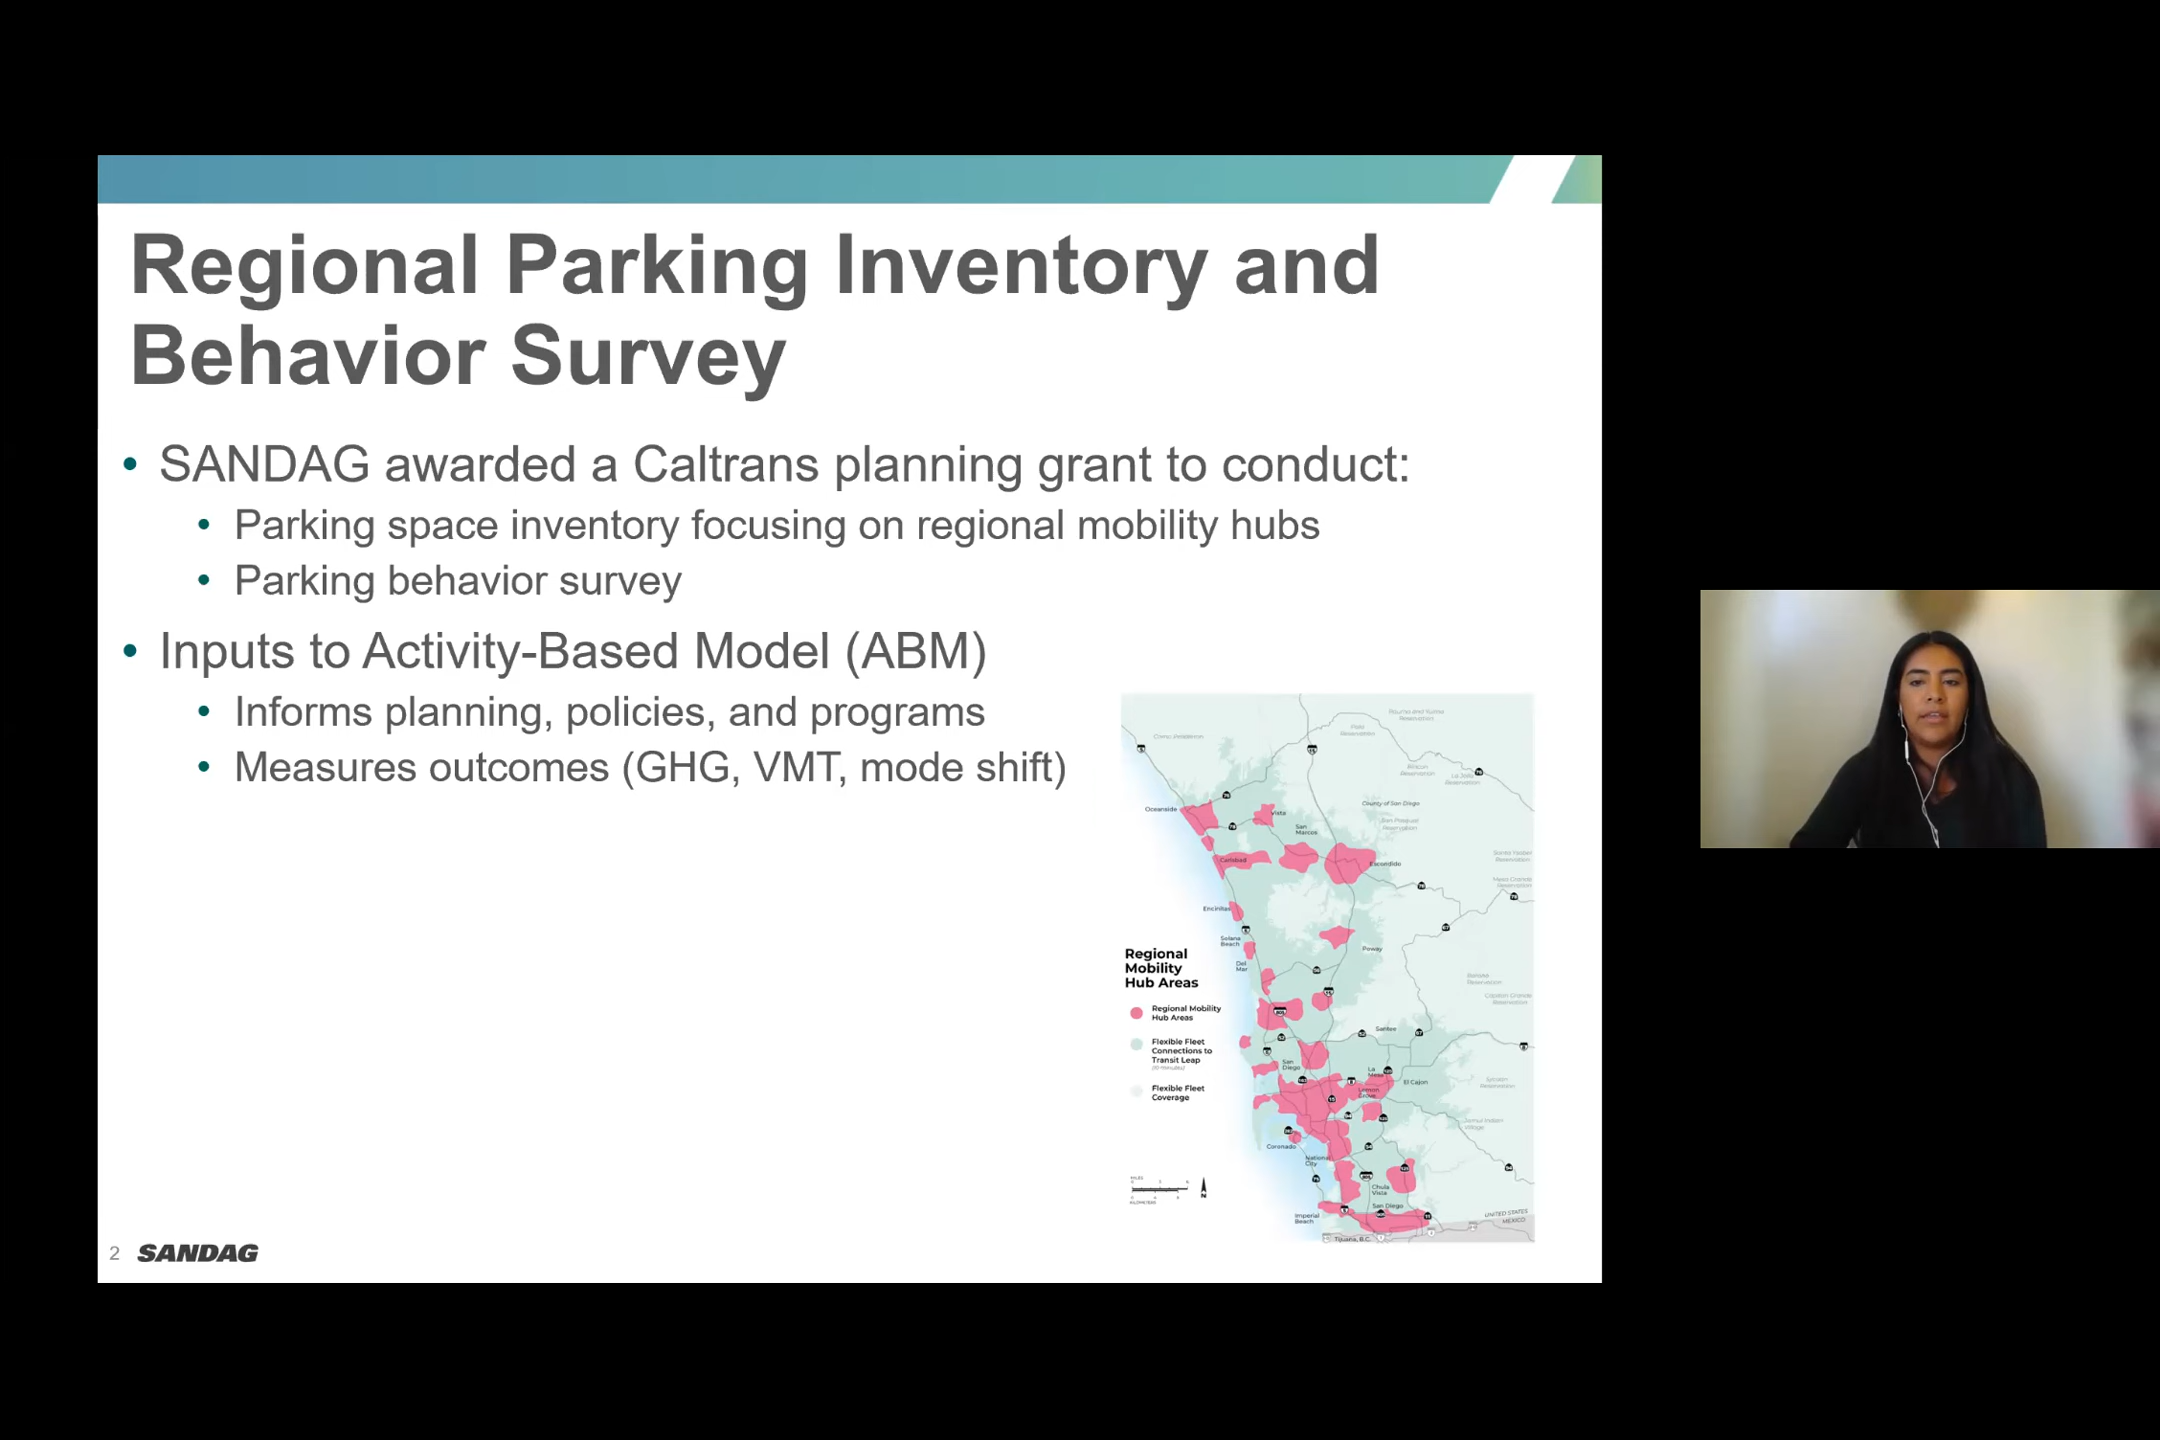 Regional Parking Inventory and
Behavior Survey
• SANDAG awarded a Caltrans planning grant to conduct:
• Parking space inventory focusing on regional mobility hubs
• Parking behavior survey
• Inputs to Activity-Based Model (ABM)
• Informs planning, policies, and programs
• Measures outcomes (GHG, VMT, mode shift)
Camp Pendleton
Oceanside
Vista
San
Marcos
County of San Diego
Carlsbad
Escondido
Encinitas
Solana
Beach
Del
Mar
Poway
Regional
Mobility
Hub Areas
Regional Mobility
Hub Areas
Flexible Fleet
Connections to
Transit Leap
Flexible Fleet
Coverage
Santee
San
Diego
La
Mesa
El Cajon
Lemon
Grove
Coronado
National
City
Chula
Vista
San Diego
Imperial
Beach
UNITED STATES
MEXICO
Tijuana, B.C.
MILES
KILOMETERS
N
2 SANDAG